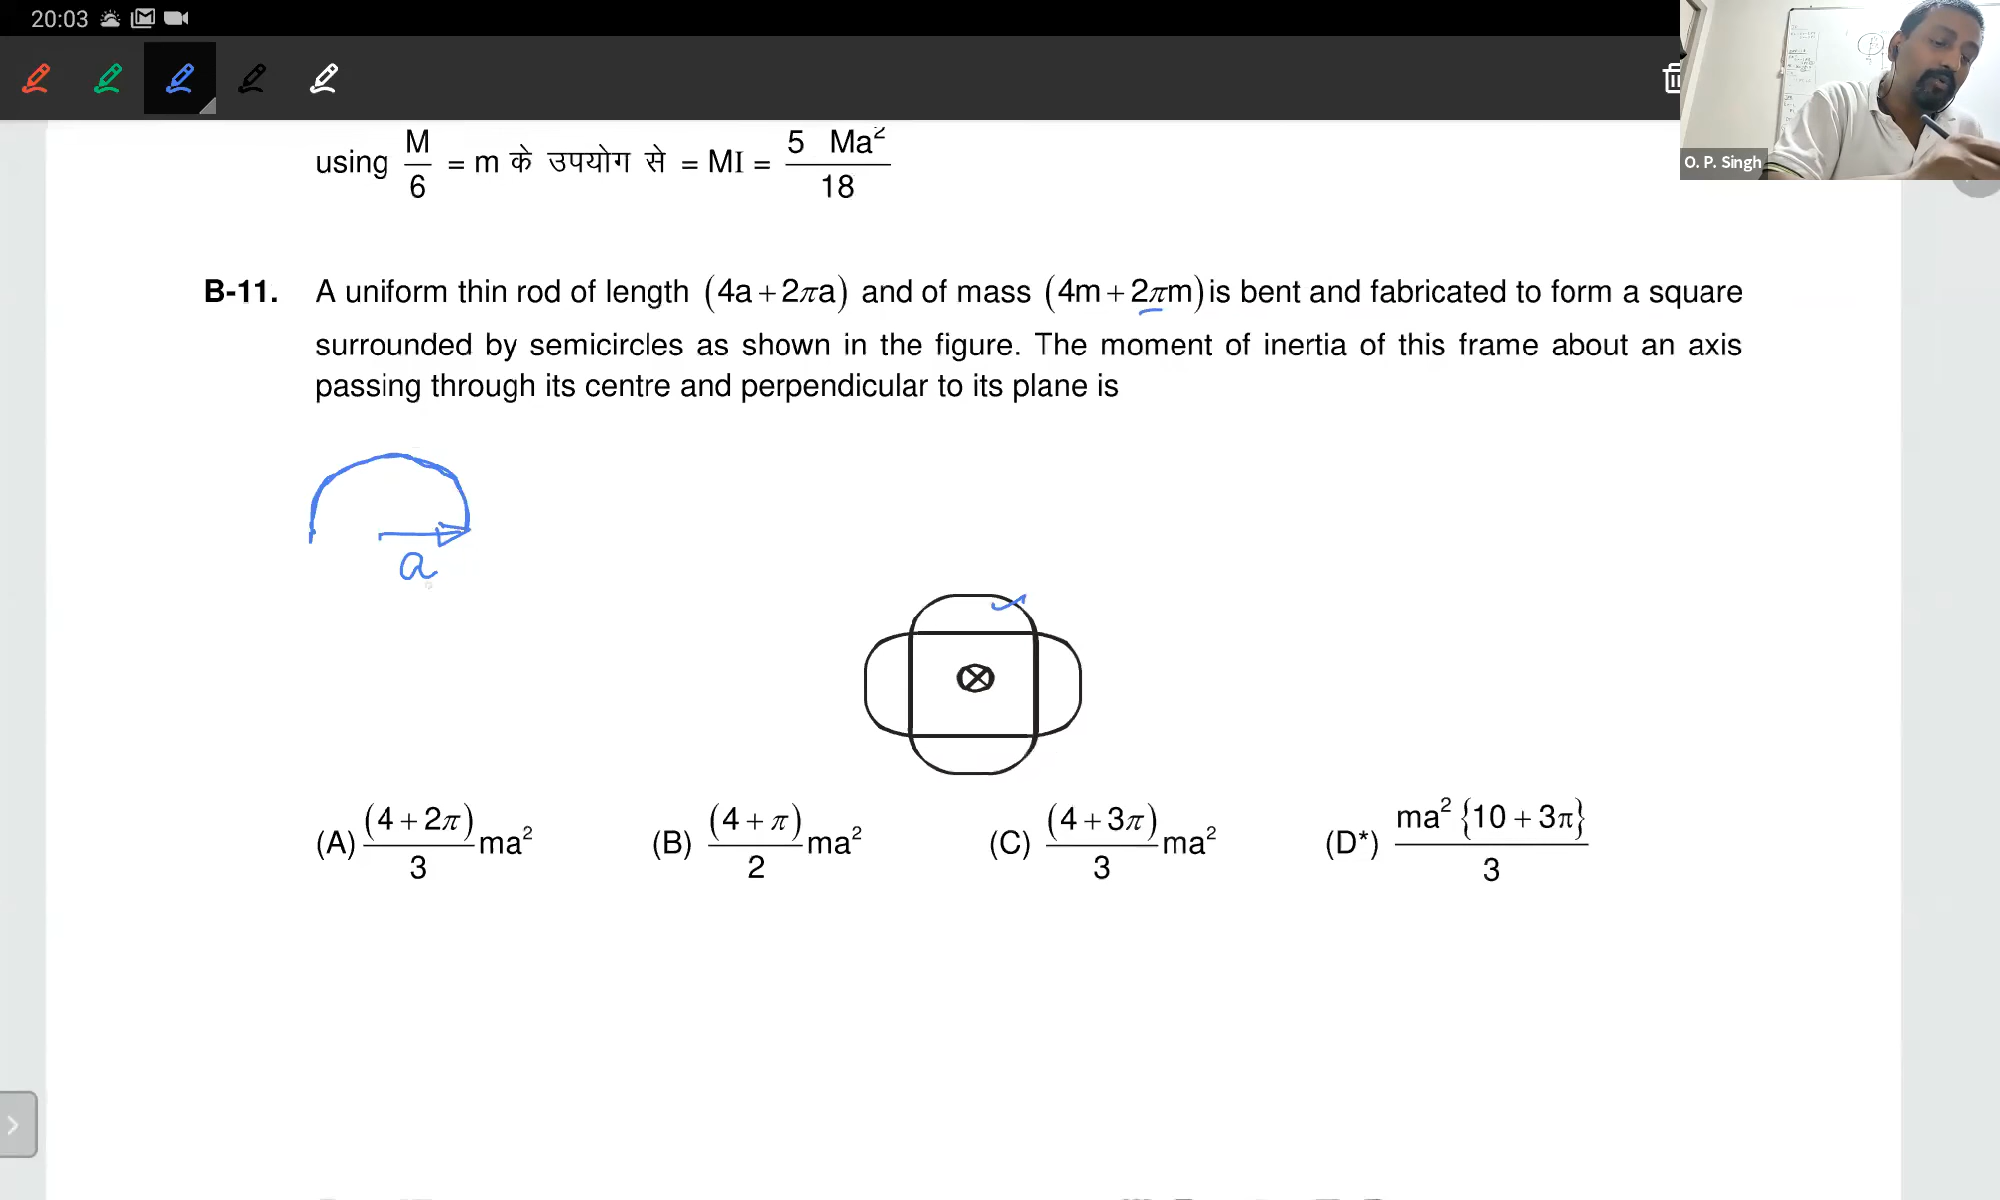 20:03
O. P. Singh
using M/6 = m के उपयोग से = MI = 5 Ma²/18
B-11. A uniform thin rod of length (4a + 2πa) and of mass (4m + 2πm) is bent and fabricated to form a square
surrounded by semicircles as shown in the figure. The moment of inertia of this frame about an axis
passing through its centre and perpendicular to its plane is
a
(A) (4 + 2π)/3 ma² (B) (4 + π)/2 ma² (C) (4 + 3π)/3 ma² (D*) ma² {10 + 3π}/3